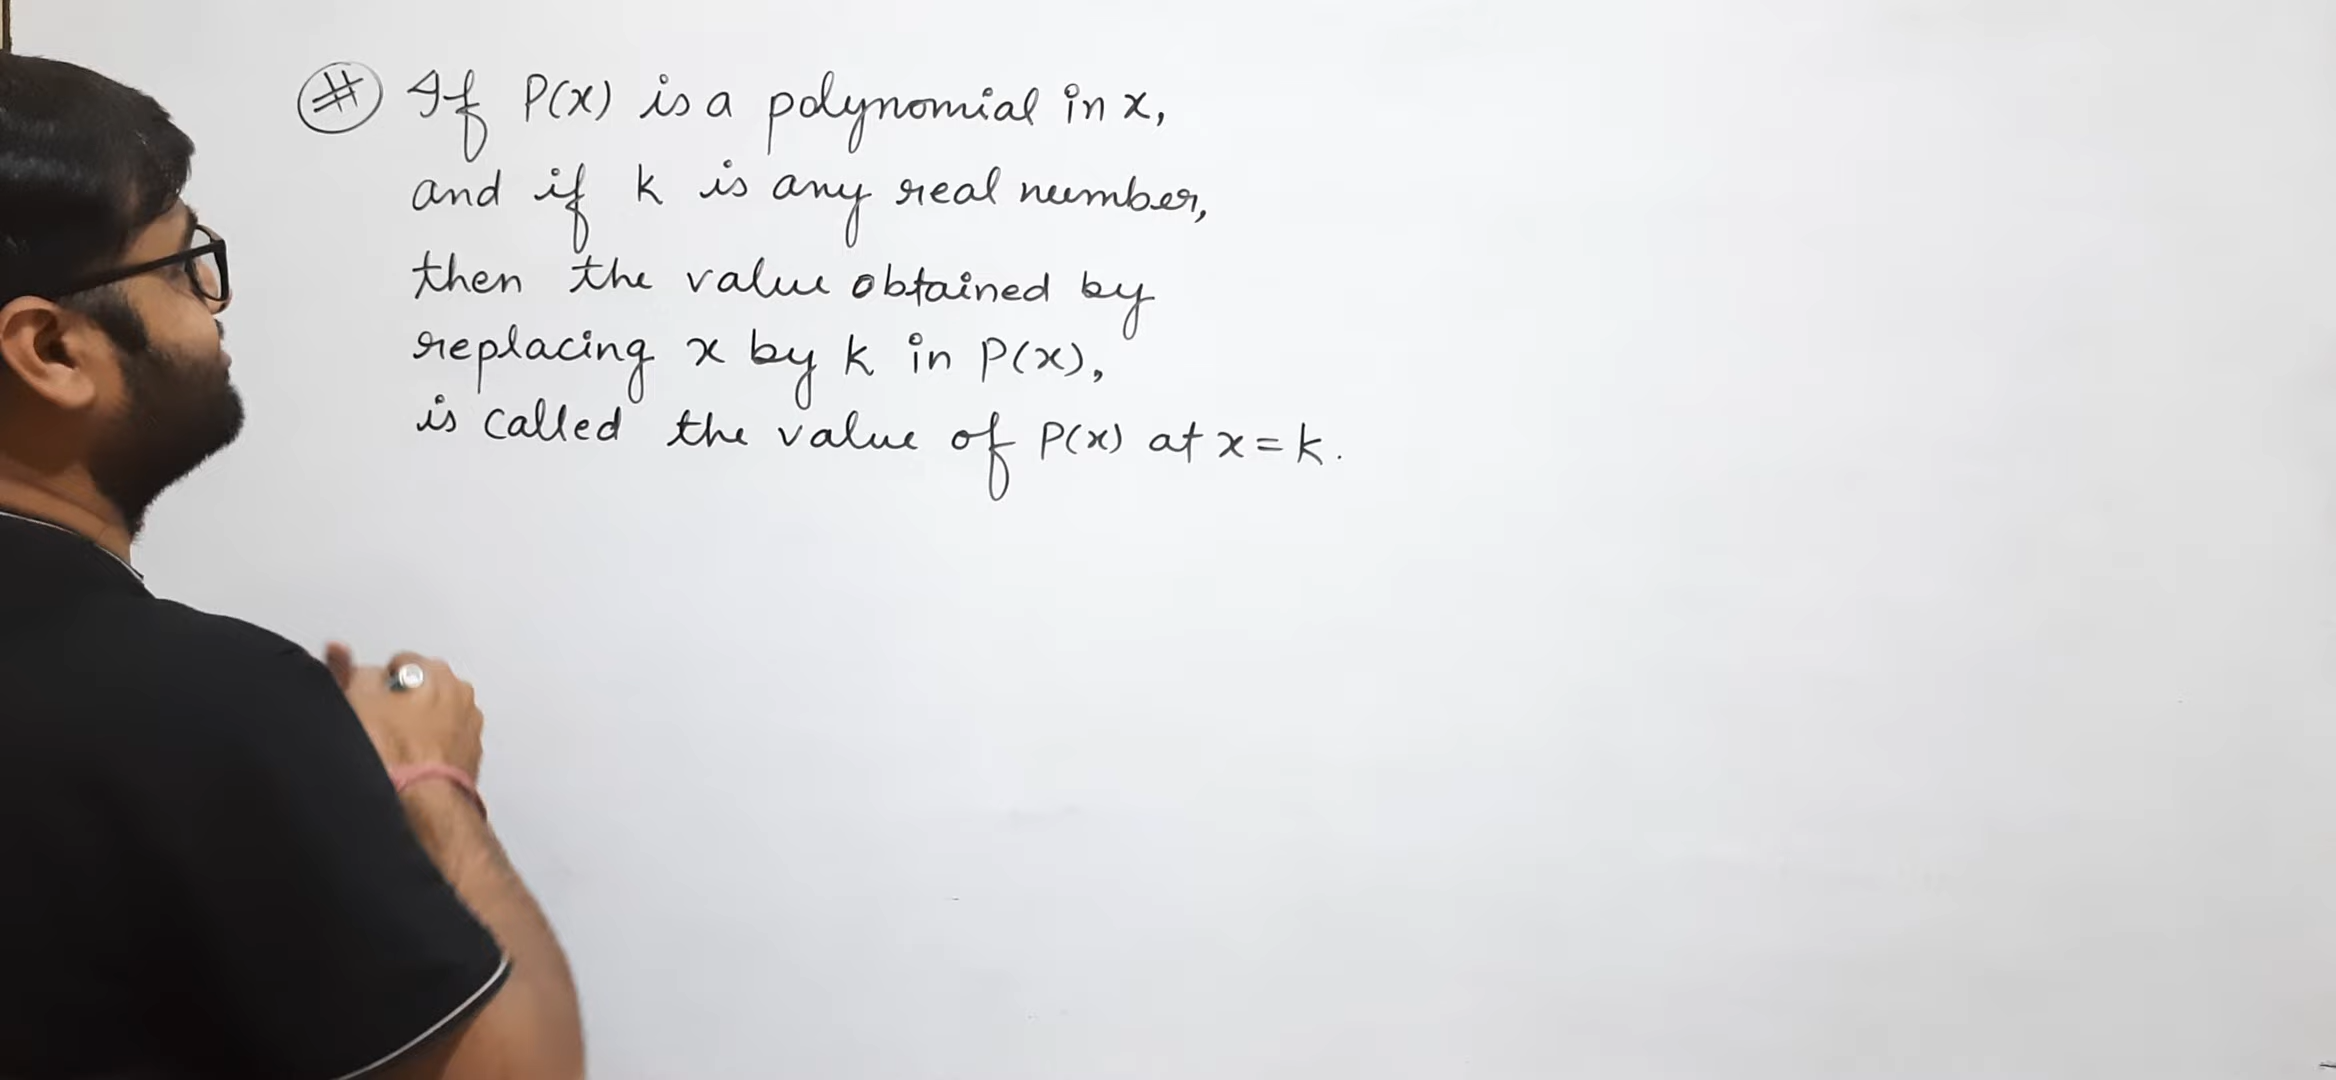 # If P(x) is a polynomial in x,
and if k is any real number,
then the value obtained by
replacing x by k in P(x),
is called the value of P(x) at x = k.